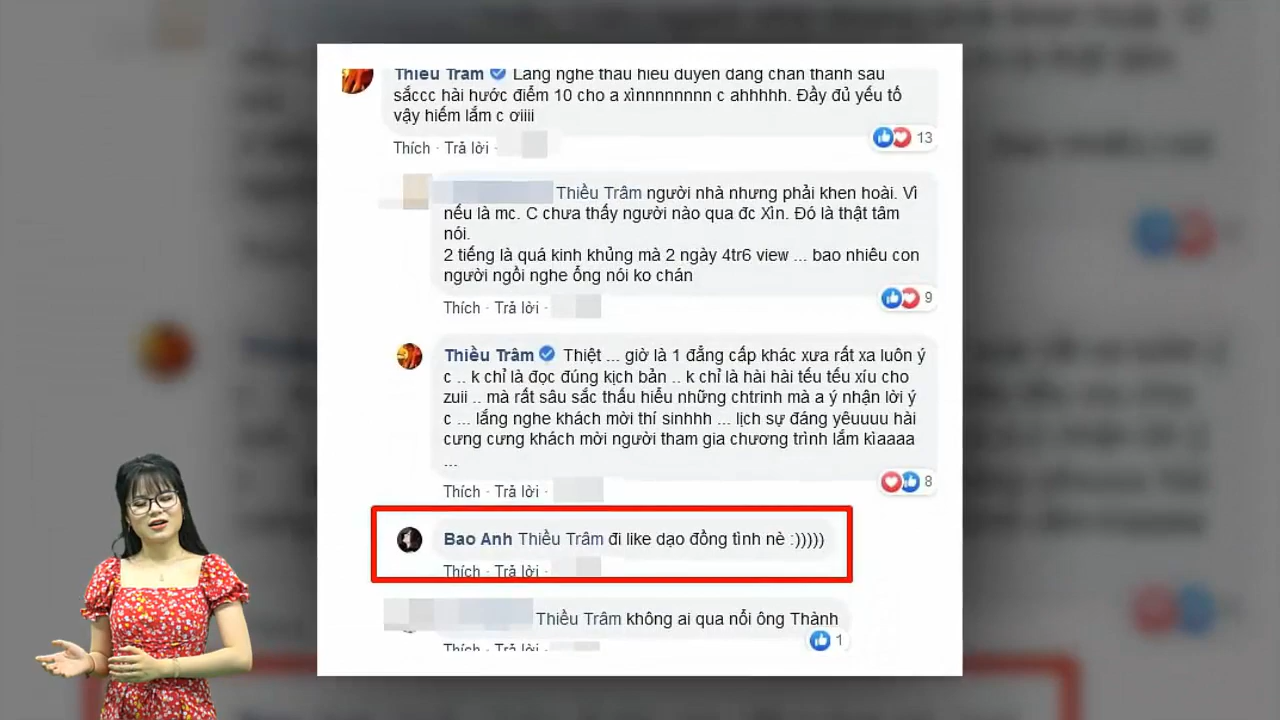 Thiều Trâm Lắng nghe thấu hiểu duyên dáng chân thành sâu
sắccc hài hước điểm 10 cho a xìnnnnnnnn c ahhhhh. Đầy đủ yếu tố
vậy hiếm lắm c ơiiii
13
Thích · Trả lời ·
Thiều Trâm người nhà nhưng phải khen hoài. Vì
nếu là mc. C chưa thấy người nào qua đc Xìn. Đó là thật tâm
nói.
2 tiếng là quá kinh khủng mà 2 ngày 4tr6 view ... bao nhiêu con
người ngồi nghe ổng nói ko chán
9
Thích · Trả lời ·
Thiều Trâm Thiệt ... giờ là 1 đẳng cấp khác xưa rất xa luôn ý
c .. k chỉ là đọc đúng kịch bản .. k chỉ là hài hài tếu tếu xíu cho
zuii .. mà rất sâu sắc thấu hiểu những chtrinh mà a ý nhận lời ý
c ... lắng nghe khách mời thí sinhhh ... lịch sự đáng yêuuuu hài
cưng cưng khách mời người tham gia chương trình lắm kìaaaa
...
8
Thích · Trả lời ·
Bao Anh Thiều Trâm đi like dạo đồng tình nè :)))))
Thích · Trả lời ·
Thiều Trâm không ai qua nổi ông Thành
1
Thích · Trả lời ·